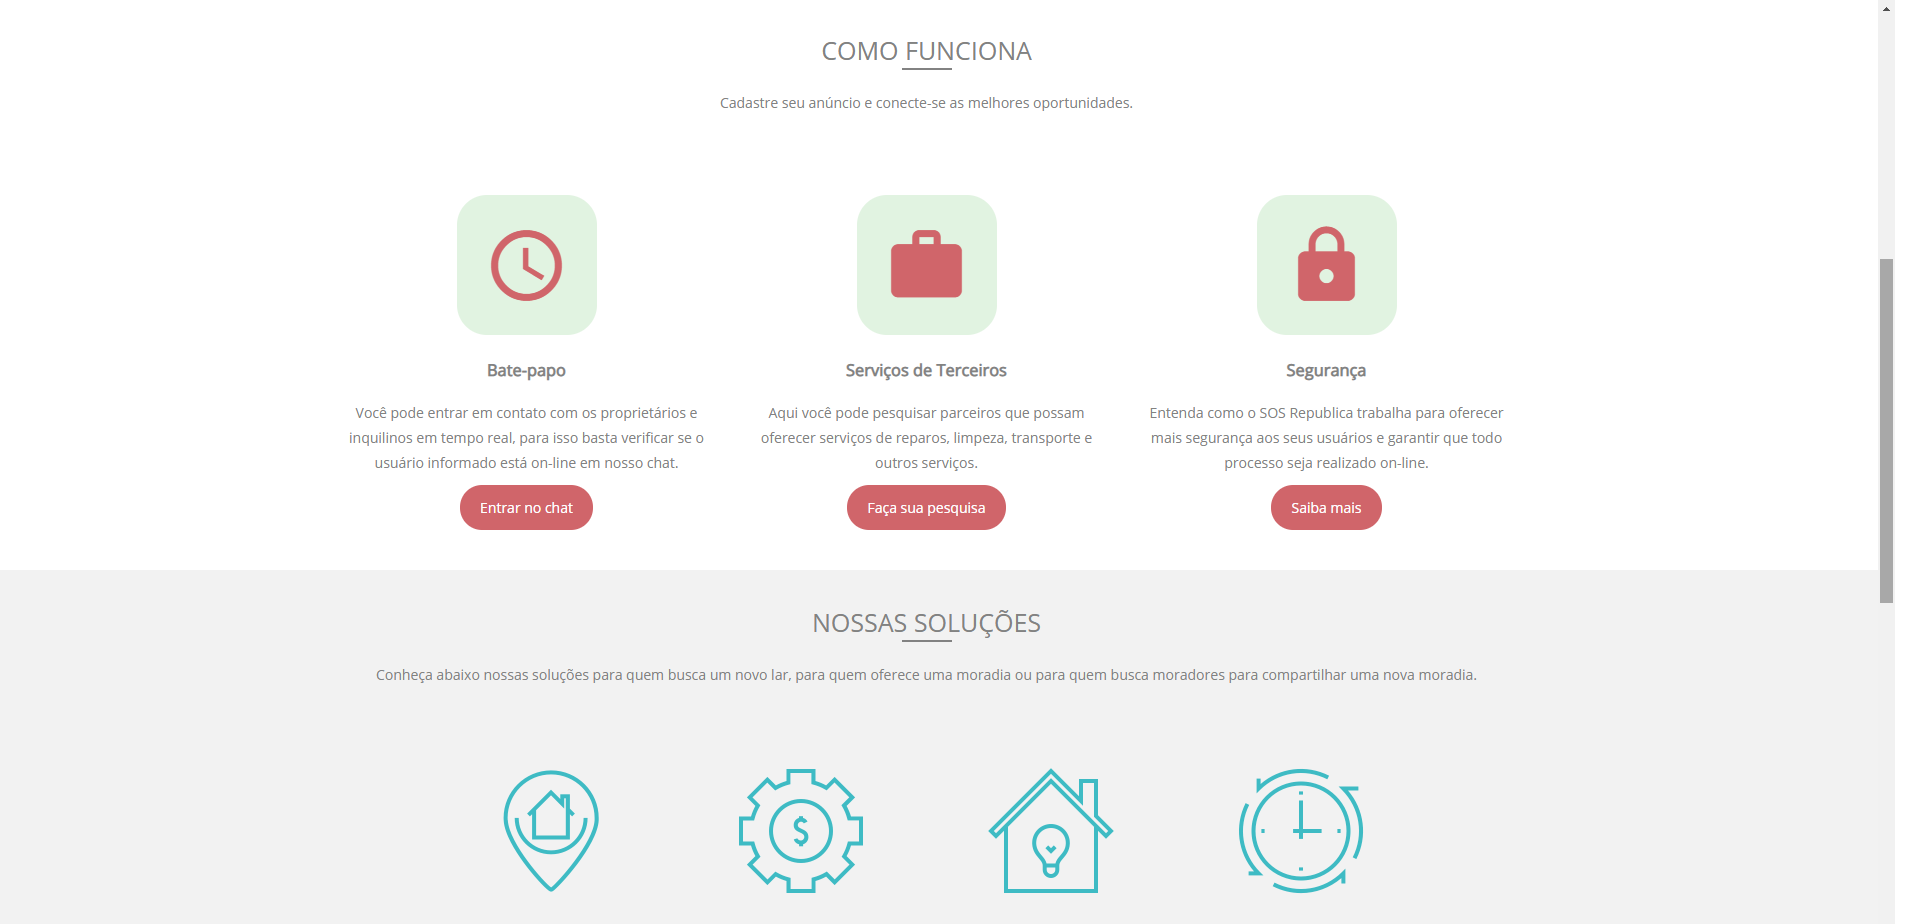 COMO FUNCIONA
Cadastre seu anúncio e conecte-se as melhores oportunidades.
Bate-papo
Você pode entrar em contato com os proprietários e
inquilinos em tempo real, para isso basta verificar se o
usuário informado está on-line em nosso chat.
Entrar no chat
Serviços de Terceiros
Aqui você pode pesquisar parceiros que possam
oferecer serviços de reparos, limpeza, transporte e
outros serviços.
Faça sua pesquisa
Segurança
Entenda como o SOS Republica trabalha para oferecer
mais segurança aos seus usuários e garantir que todo
processo seja realizado on-line.
Saiba mais
NOSSAS SOLUÇÕES
Conheça abaixo nossas soluções para quem busca um novo lar, para quem oferece uma moradia ou para quem busca moradores para compartilhar uma nova moradia.
$